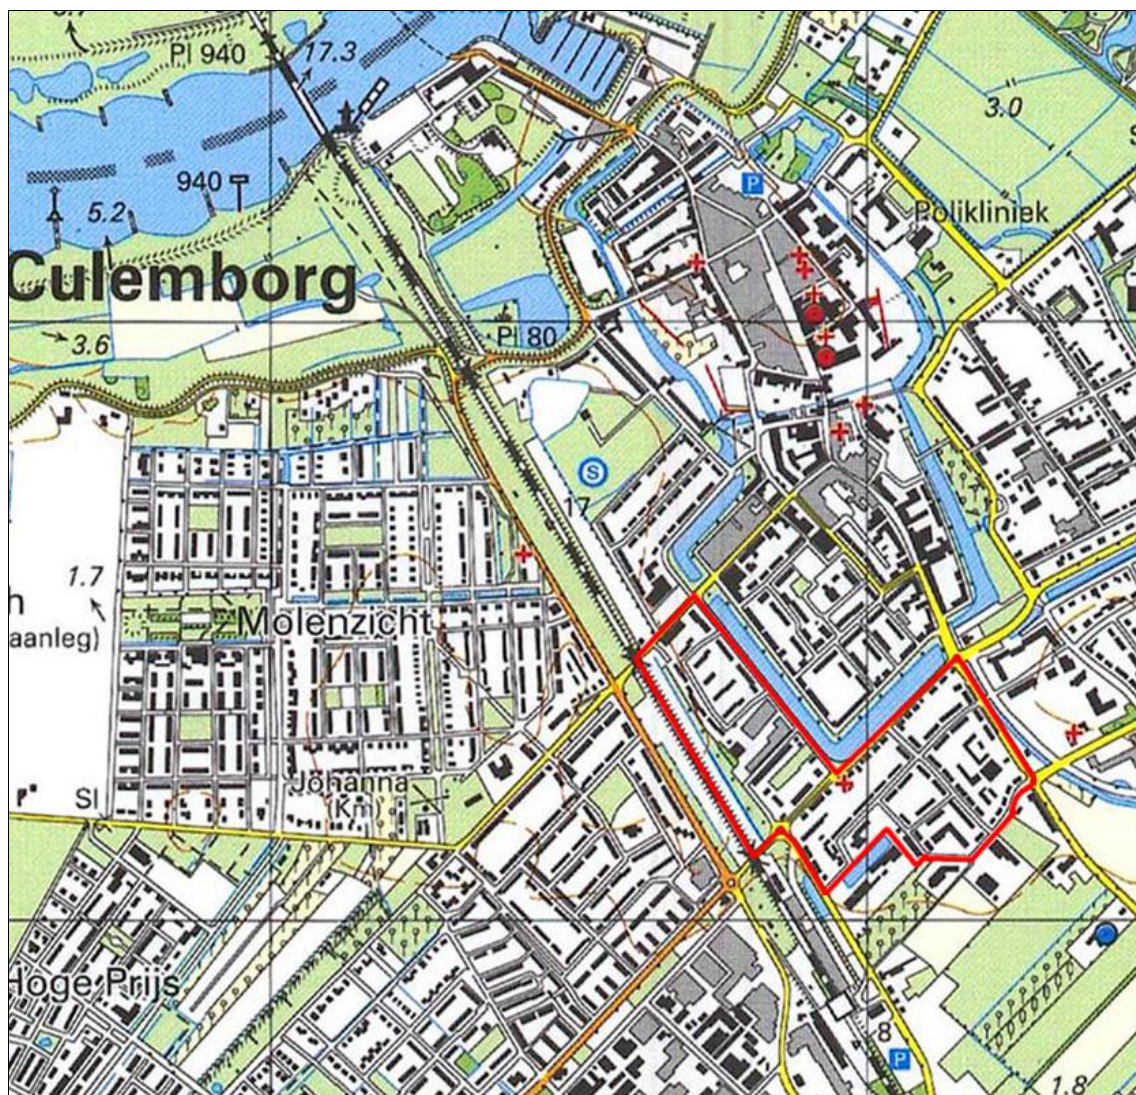 Pl 940
17.3
3.0
940
P
5.2
Polikliniek
Culemborg
3.6
Pl 80
S
17
1.7
Molenzicht
aanleg)
Johanna
Km
Sl
Hoge Prijs
8
P
1.8